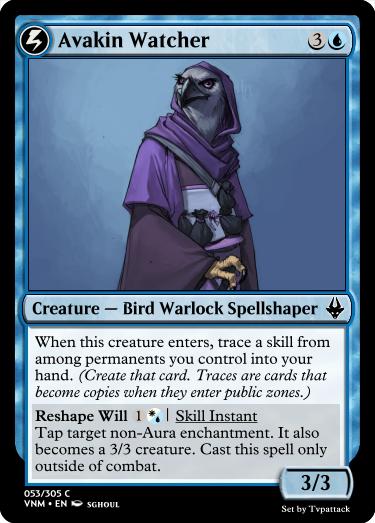 Avakin Watcher 3
Creature — Bird Warlock Spellshaper
When this creature enters, trace a skill from
among permanents you control into your
hand. (Create that card. Traces are cards that
become copies when they enter public zones.)
Reshape Will 1 | Skill Instant
Tap target non-Aura enchantment. It also
becomes a 3/3 creature. Cast this spell only
outside of combat.
3/3
053/305 C
VNM • EN SGHOUL
Set by Tvpattack